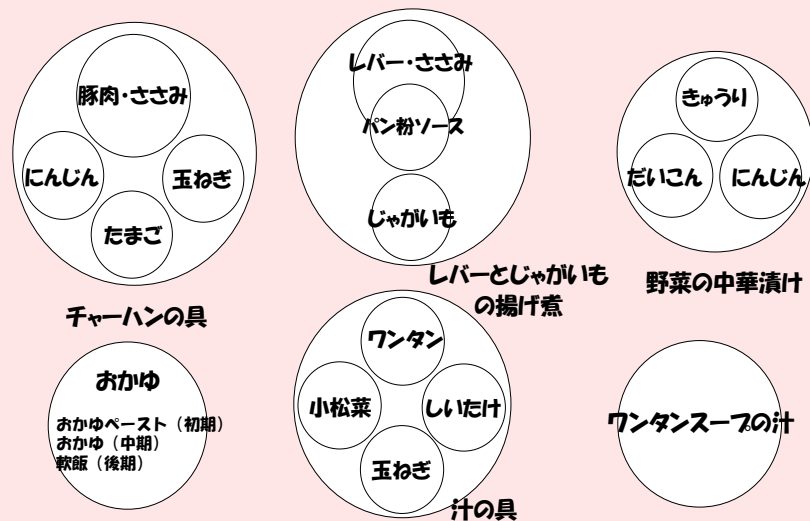 豚肉・ささみ
にんじん
玉ねぎ
たまご
チャーハンの具
レバー・ささみ
パン粉ソース
じゃがいも
レバーとじゃがいも
の揚げ煮
きゅうり
だいこん
にんじん
野菜の中華漬け
おかゆ
おかゆペースト（初期）
おかゆ（中期）
軟飯（後期）
ワンタン
小松菜
しいたけ
玉ねぎ
汁の具
ワンタンスープの汁